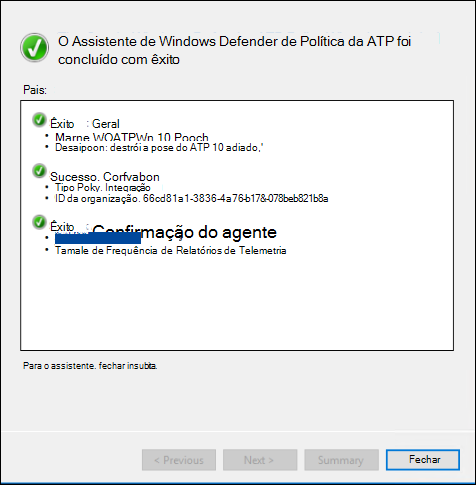 O Assistente de Windows Defender de Política da ATP foi
concluído com êxito
Pais:
Êxito : Geral
• Marne WOATPWn 10 Pooch
• Desaipoon: destrói a pose do ATP 10 adiado,'
Sucesso. Corfvabon
• Tipo Poky. Integração
• ID da organização. 66cd81a1-3836-4a76-b17&-078beb821b8a
Êxito : Confirmação do agente
• Tamale de Frequência de Relatórios de Telemetria
Para o assistente. fechar insubita.
< Previous
Next >
Summary
Fechar